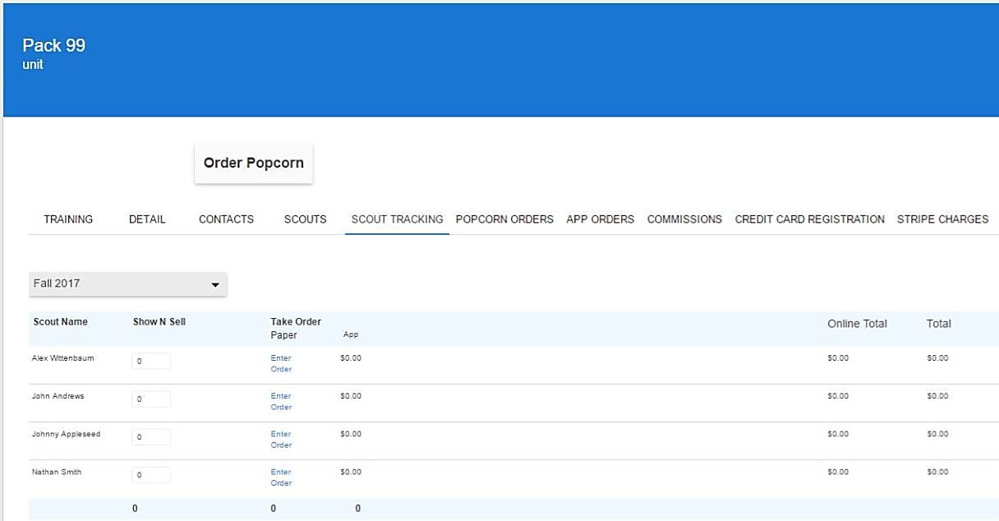 Pack 99
unit
Order Popcorn
TRAINING DETAIL CONTACTS SCOUTS SCOUT TRACKING POPCORN ORDERS APP ORDERS COMMISSIONS CREDIT CARD REGISTRATION STRIPE CHARGES
Fall 2017
Scout Name Show N Sell Take Order Online Total Total
Paper App
Alex Wittenbaum 0 Enter $0.00 $0.00 $0.00
Order
John Andrews 0 Enter $0.00 $0.00 $0.00
Order
Johnny Appleseed 0 Enter $0.00 $0.00 $0.00
Order
Nathan Smith 0 Enter $0.00 $0.00 $0.00
Order
0 0 0